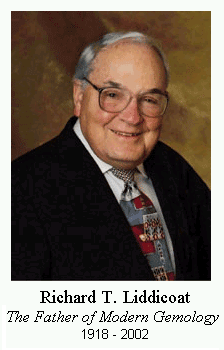 Richard T. Liddicoat
The Father of Modern Gemology
1918 - 2002